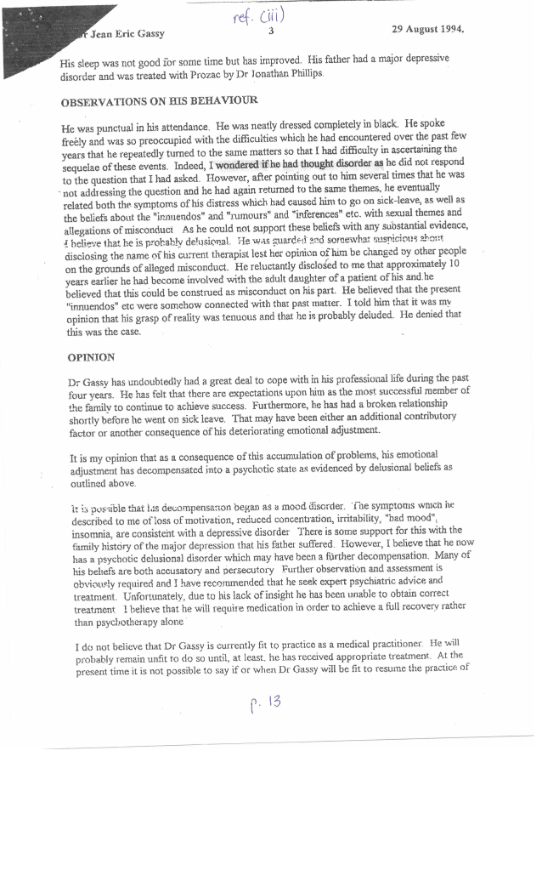 ref. (iii)
Jean Eric Gassy
3
29 August 1994.
His sleep was not good for some time but has improved. His father had a major depressive
disorder and was treated with Prozac by Dr Jonathan Phillips.
OBSERVATIONS ON HIS BEHAVIOUR
He was punctual in his attendance. He was neatly dressed completely in black. He spoke
freely and was so preoccupied with the difficulties which he had encountered over the past few
years that he repeatedly turned to the same matters so that I had difficulty in ascertaining the
sequelae of these events. Indeed, I wondered if he had thought disorder as he did not respond
to the question that I had asked. However, after pointing out to him several times that he was
not addressing the question and he had again returned to the same themes, he eventually
related both the symptoms of his distress which had caused him to go on sick-leave, as well as
the beliefs about the "innuendos" and "rumours" and "inferences" etc. with sexual themes and
allegations of misconduct As he could not support these beliefs with any substantial evidence,
I believe that he is probably delusional. He was guarded and somewhat suspicious about
disclosing the name of his current therapist lest her opinion of him be changed by other people
on the grounds of alleged misconduct. He reluctantly disclosed to me that approximately 10
years earlier he had become involved with the adult daughter of a patient of his and he
believed that this could be construed as misconduct on his part. He believed that the present
"innuendos" etc were somehow connected with that past matter. I told him that it was my
opinion that his grasp of reality was tenuous and that he is probably deluded. He denied that
this was the case.
OPINION
Dr Gassy has undoubtedly had a great deal to cope with in his professional life during the past
four years. He has felt that there are expectations upon him as the most successful member of
the family to continue to achieve success. Furthermore, he has had a broken relationship
shortly before he went on sick leave. That may have been either an additional contributory
factor or another consequence of his deteriorating emotional adjustment.
It is my opinion that as a consequence of this accumulation of problems, his emotional
adjustment has decompensated into a psychotic state as evidenced by delusional beliefs as
outlined above.
It is possible that his decompensation began as a mood disorder. The symptoms which he
described to me of loss of motivation, reduced concentration, irritability, "bad mood",
insomnia, are consistent with a depressive disorder There is some support for this with the
family history of the major depression that his father suffered. However, I believe that he now
has a psychotic delusional disorder which may have been a further decompensation. Many of
his beliefs are both accusatory and persecutory Further observation and assessment is
obviously required and I have recommended that he seek expert psychiatric advice and
treatment. Unfortunately, due to his lack of insight he has been unable to obtain correct
treatment I believe that he will require medication in order to achieve a full recovery rather
than psychotherapy alone
I do not believe that Dr Gassy is currently fit to practice as a medical practitioner. He will
probably remain unfit to do so until, at least, he has received appropriate treatment. At the
present time it is not possible to say if or when Dr Gassy will be fit to resume the practice of
p. 13